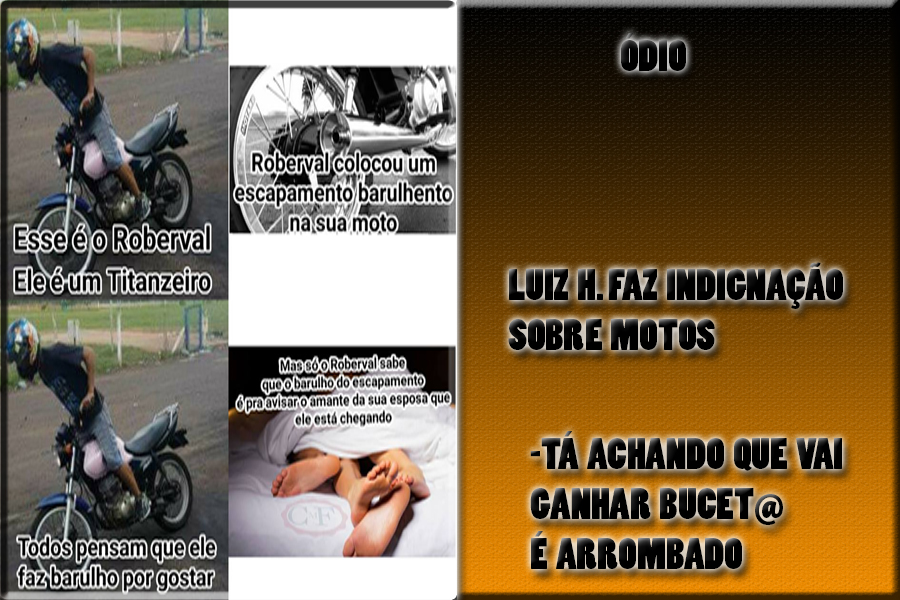 Esse é o Roberval
Ele é um Titanzeiro
Roberval colocou um
escapamento barulhento
na sua moto
Todos pensam que ele
faz barulho por gostar
Mas só o Roberval sabe
que o barulho do escapamento
é pra avisar o amante da sua esposa que
ele está chegando
CF
ÓDIO
LUIZ H. FAZ INDIGNAÇÁO
SOBRE MOTOS
-TÁ ACHANDO QUE VAI
GANHAR BUCET@
É ARROMBADO